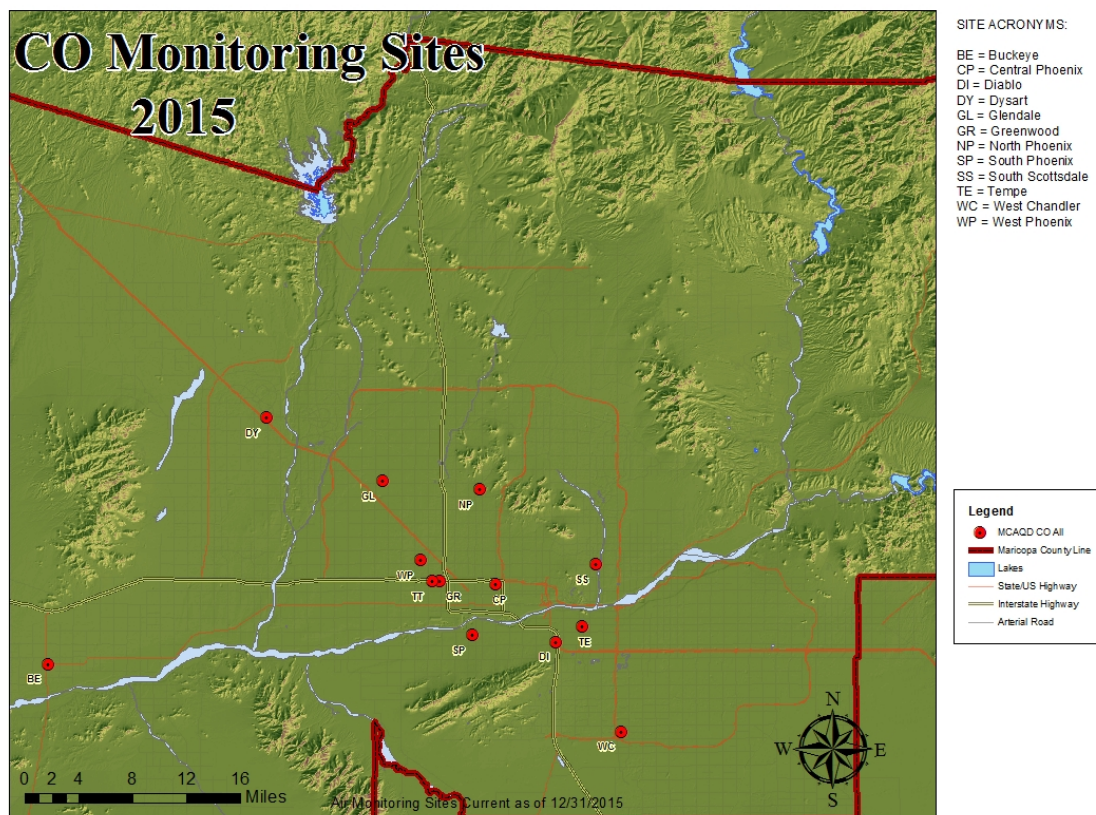 CO Monitoring Sites
2015
SITE ACRONYMS:
BE = Buckeye
CP = Central Phoenix
DI = Diablo
DY = Dysart
GL = Glendale
GR = Greenwood
NP = North Phoenix
SP = South Phoenix
SS = South Scottsdale
TE = Tempe
WC = West Chandler
WP = West Phoenix
DY
GL
NP
WP
SS
TT
GR
CP
SP
TE
DI
BE
WC
Legend
MCAQD CO All
Maricopa County Line
Lakes
State/US Highway
Interstate Highway
Arterial Road
N
W
E
S
0 2 4 8 12 16
Miles
Air Monitoring Sites Current as of 12/31/2015